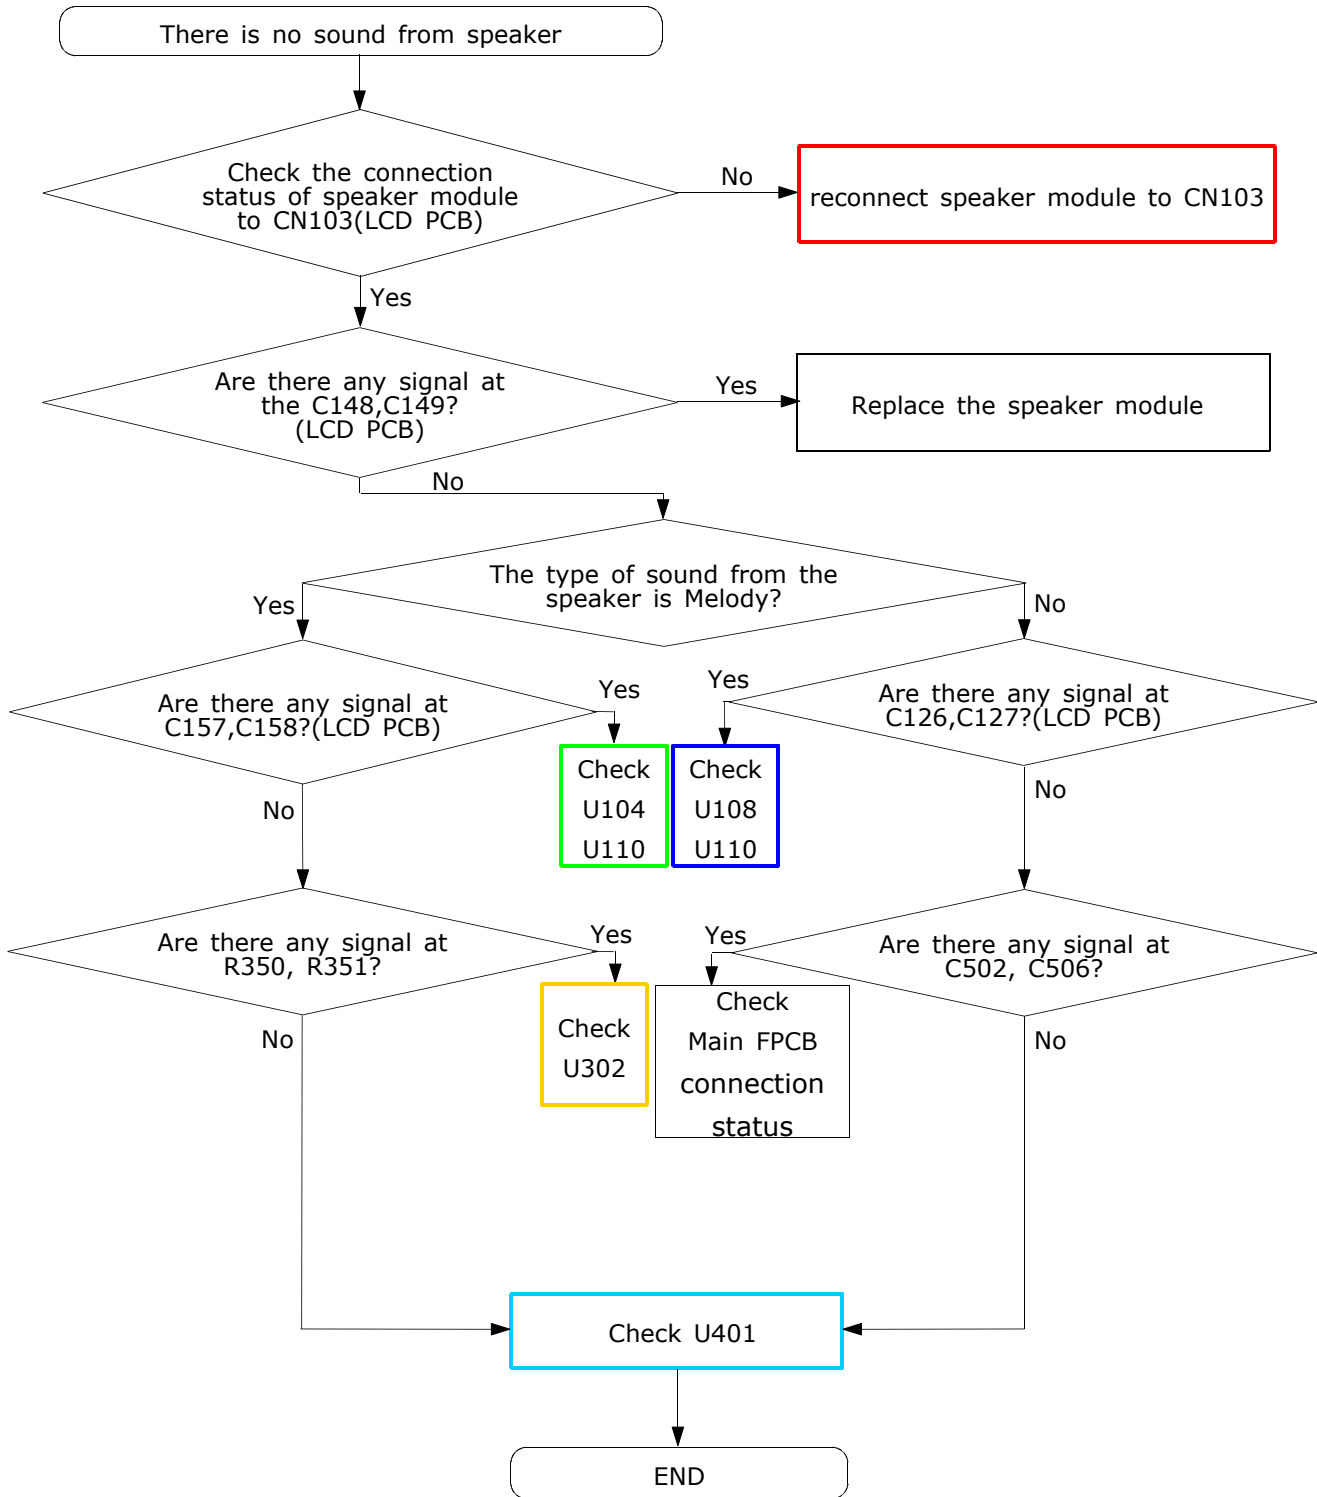 There is no sound from speaker
Check the connection
status of speaker module
to CN103(LCD PCB)
No
reconnect speaker module to CN103
Yes
Are there any signal at
the C148,C149?
(LCD PCB)
Yes
Replace the speaker module
No
The type of sound from the
speaker is Melody?
Yes
No
Are there any signal at
C157,C158?(LCD PCB)
Yes
Yes
Are there any signal at
C126,C127?(LCD PCB)
Check
U104
U110
Check
U108
U110
No
No
Are there any signal at
R350, R351?
Yes
Yes
Are there any signal at
C502, C506?
Check
U302
Check
Main FPCB
connection
status
No
No
Check U401
END